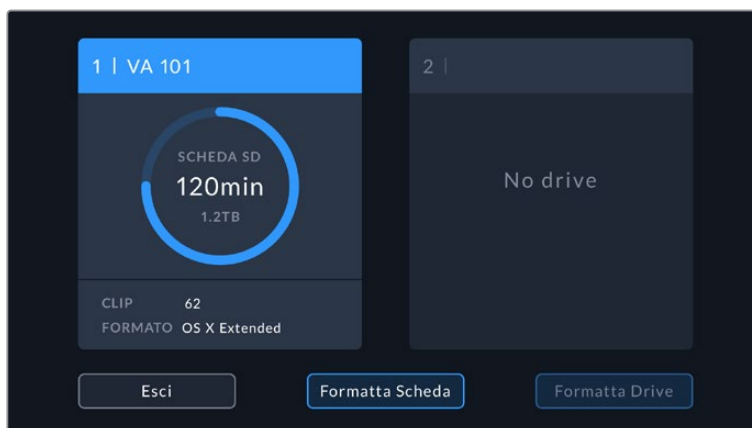 1 | VA 101
SCHEDA SD
120min
1.2TB
CLIP 62
FORMATO OS X Extended
2 |
No drive
Esci
Formatta Scheda
Formatta Drive